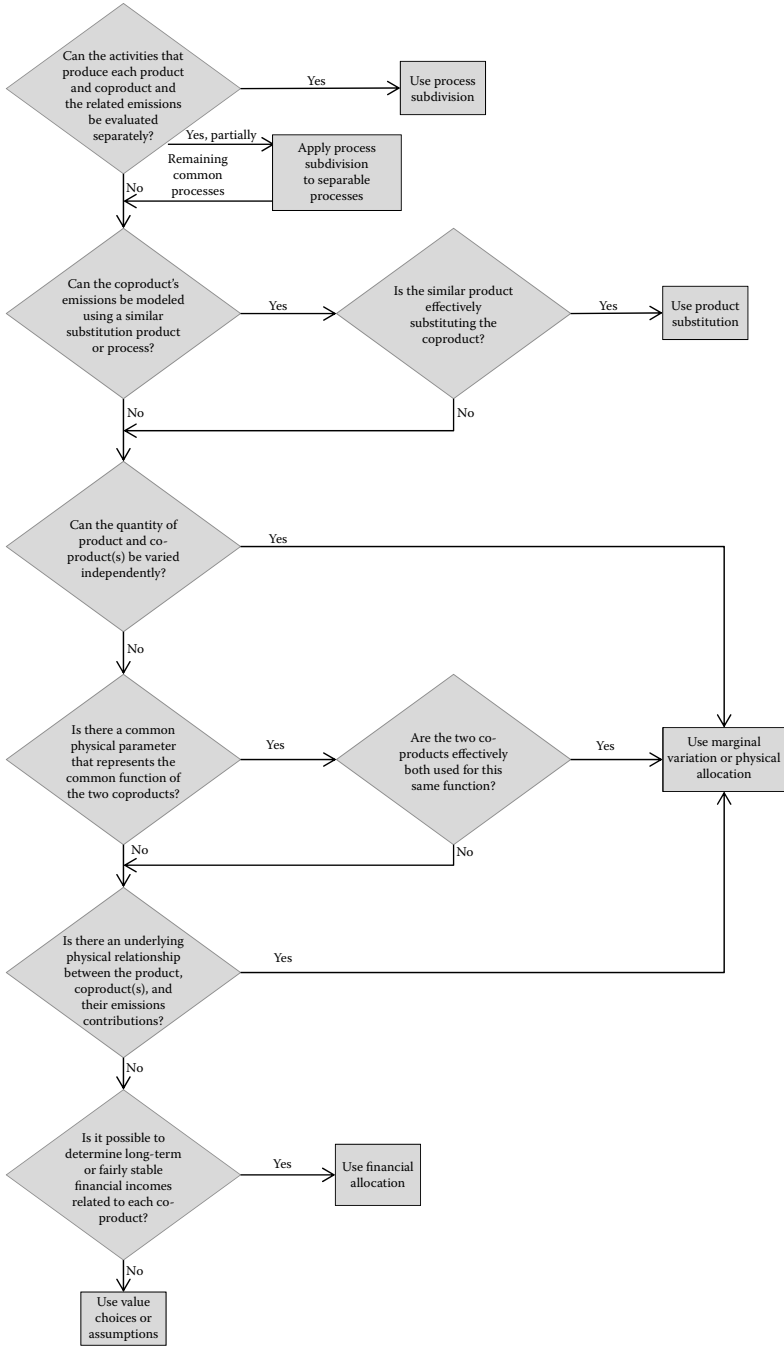 Can the activities that
produce each product
and coproduct and
the related emissions
be evaluated
separately?
Yes
Use process
subdivision
Yes, partially
Remaining
common
processes
Apply process
subdivision
to separable
processes
No
Can the coproduct's
emissions be modeled
using a similar
substitution product
or process?
Yes
Is the similar product
effectively
substituting the
coproduct?
Yes
Use product
substitution
No
No
Can the quantity of
product and co-
product(s) be varied
independently?
Yes
No
Is there a common
physical parameter
that represents the
common function of
the two coproducts?
Yes
Are the two co-
products effectively
both used for this
same function?
Yes
Use marginal
variation or physical
allocation
No
No
Is there an underlying
physical relationship
between the product,
coproduct(s), and
their emissions
contributions?
Yes
No
Is it possible to
determine long-term
or fairly stable
financial incomes
related to each co-
product?
Yes
Use financial
allocation
No
Use value
choices or
assumptions